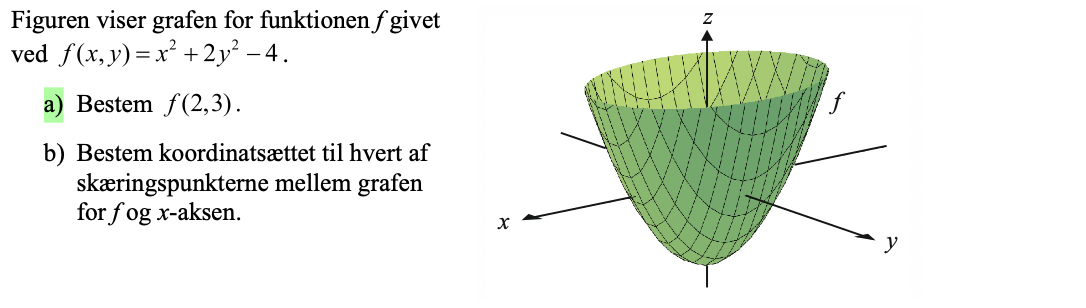 Figuren viser grafen for funktionen f givet
ved f(x, y) = x² + 2y² − 4.
a) Bestem f(2,3).
b) Bestem koordinatsættet til hvert af
skæringspunkterne mellem grafen
for f og x-aksen.
z
f
x
y